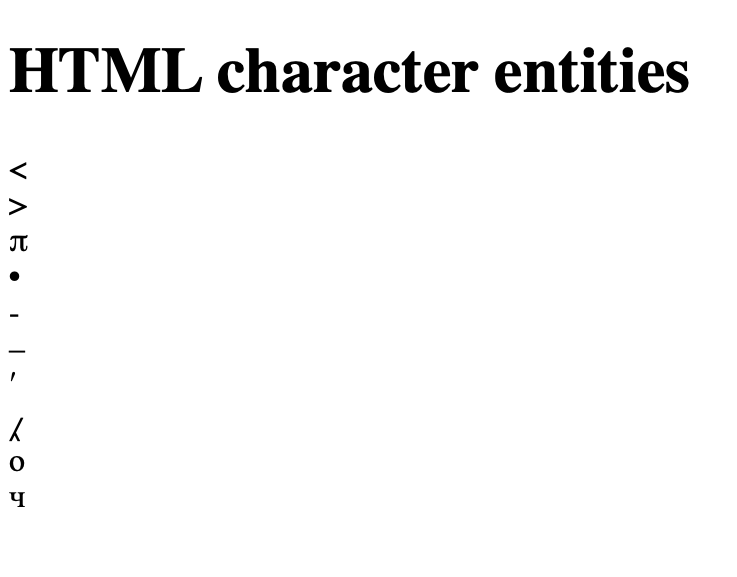 HTML character entities
<
>
π
•
-
–
′
⁁
о
ч